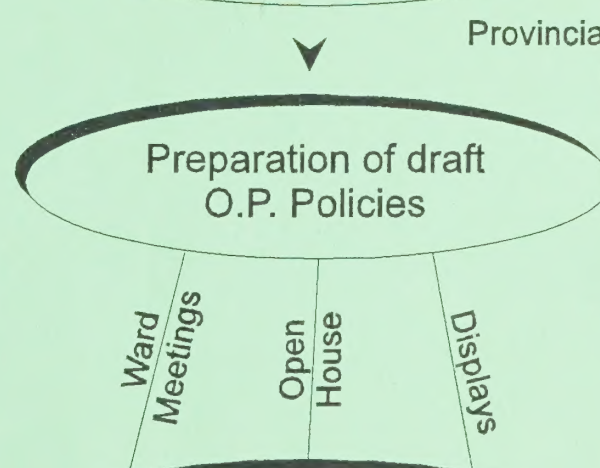 Provincia
Preparation of draft
O.P. Policies
Ward
Meetings
Open
House
Displays